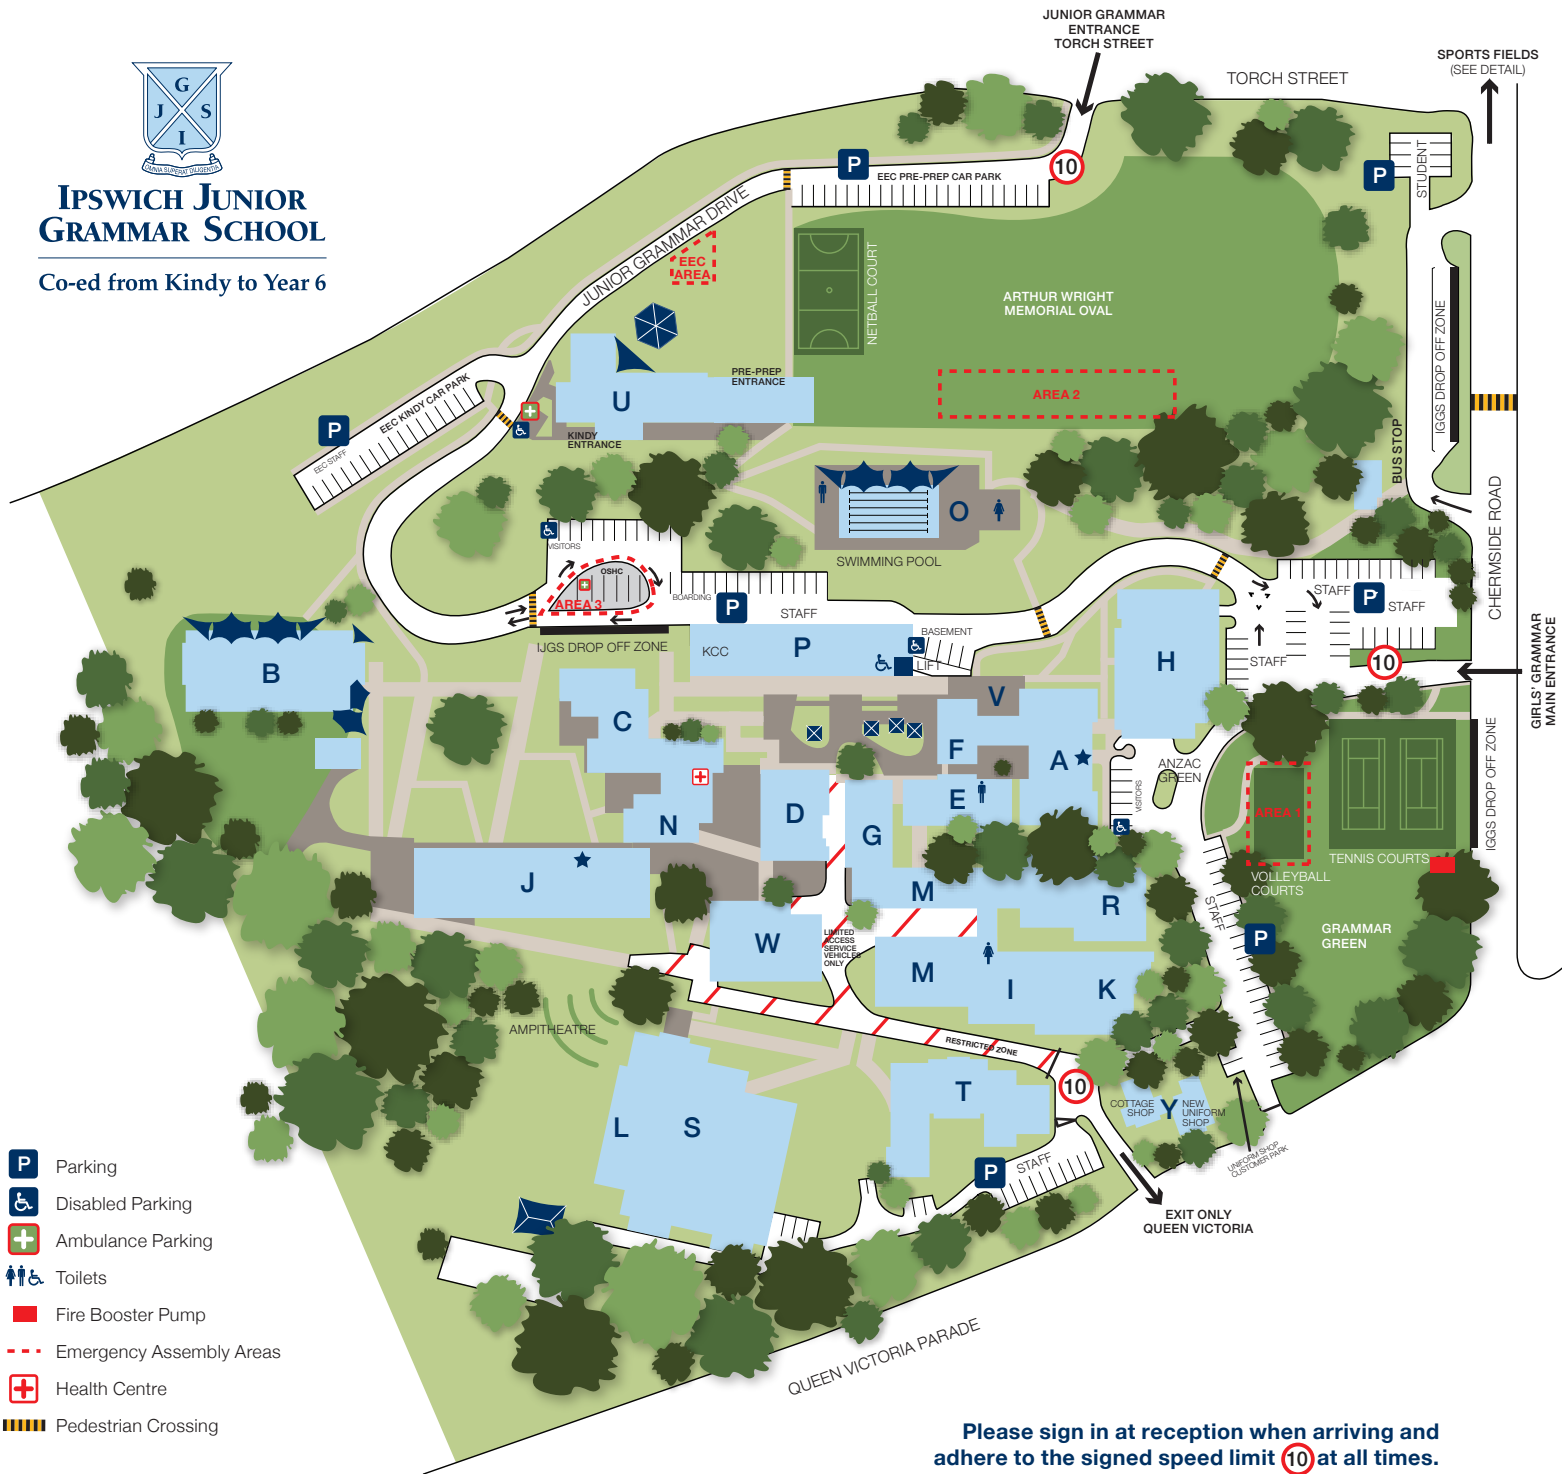 JUNIOR GRAMMAR
ENTRANCE
TORCH STREET
SPORTS FIELDS
(SEE DETAIL)
TORCH STREET
G
J S
I
OMNIA SUPERAT DILIGENTIA
IPSWICH JUNIOR
GRAMMAR SCHOOL
Co-ed from Kindy to Year 6
P
EEC PRE-PREP CAR PARK
10
P
STUDENT
JUNIOR GRAMMAR DRIVE
EEC
AREA
NETBALL COURT
ARTHUR WRIGHT
MEMORIAL OVAL
IGGS DROP OFF ZONE
PRE-PREP
ENTRANCE
AREA 2
U
EEC KINDY CAR PARK
P
EEC STAFF
KINDY
ENTRANCE
BUS STOP
CHERMSIDE ROAD
O
SWIMMING POOL
VISITORS
OSHC
AREA 3
BOARDING
P
STAFF
STAFF
P
STAFF
BASEMENT
IJGS DROP OFF ZONE
KCC
P
LIFT
H
STAFF
10
GIRLS' GRAMMAR
MAIN ENTRANCE
B
C
V
F
A
ANZAC
GREEN
VISITORS
IGGS DROP OFF ZONE
E
D
G
N
AREA 1
TENNIS COURTS
VOLLEYBALL
COURTS
J
M
R
STAFF
W
LIMITED
ACCESS
SERVICE
VEHICLES
ONLY
P
GRAMMAR
GREEN
M
I
K
AMPITHEATRE
RESTRICTED ZONE
T
10
COTTAGE
SHOP
Y
NEW
UNIFORM
SHOP
L
S
UNIFORM SHOP
CUSTOMER PARK
P
STAFF
EXIT ONLY
QUEEN VICTORIA
P Parking
Disabled Parking
Ambulance Parking
Toilets
Fire Booster Pump
Emergency Assembly Areas
Health Centre
Pedestrian Crossing
QUEEN VICTORIA PARADE
Please sign in at reception when arriving and
adhere to the signed speed limit 10 at all times.